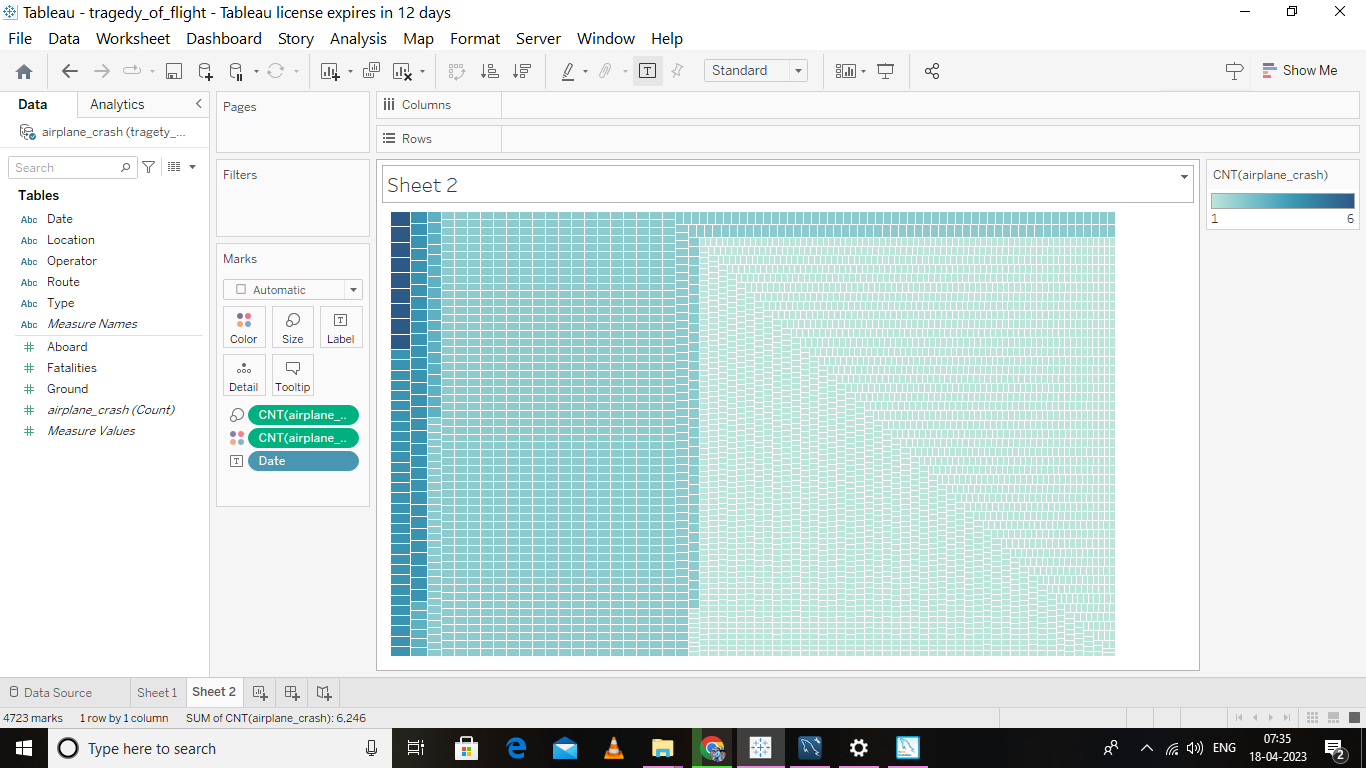 Tableau - tragedy_of_flight - Tableau license expires in 12 days
File Data Worksheet Dashboard Story Analysis Map Format Server Window Help
Standard
Show Me
Data Analytics
airplane_crash (tragety_...
Search
Tables
Abc Date
Abc Location
Abc Operator
Abc Route
Abc Type
Abc Measure Names
Aboard
Fatalities
Ground
airplane_crash (Count)
Measure Values
Pages
Filters
Marks
Automatic
Color Size Label
Detail Tooltip
CNT(airplane_..
CNT(airplane_..
Date
Columns
Rows
Sheet 2
CNT(airplane_crash)
1 6
Data Source Sheet 1 Sheet 2
4723 marks 1 row by 1 column SUM of CNT(airplane_crash): 6,246
Type here to search
ENG
07:35
18-04-2023
2